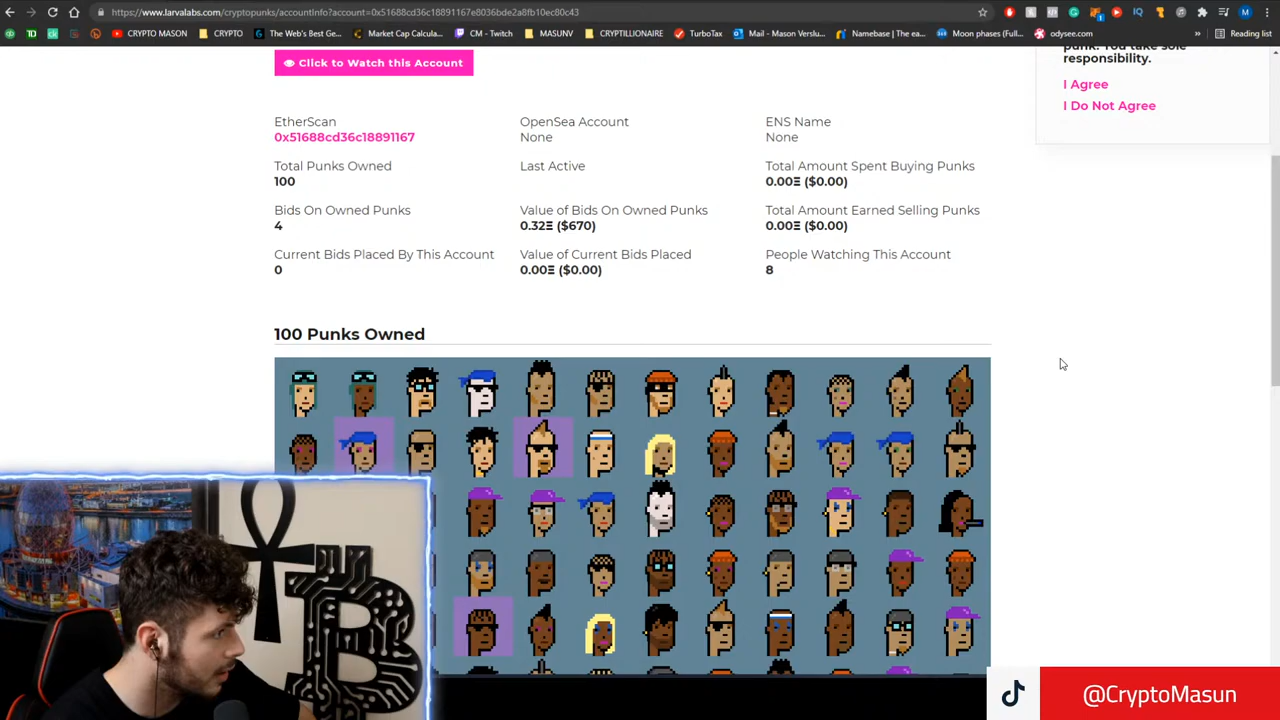 https://www.larvalabs.com/cryptopunks/accountInfo?account=0x51688cd36c18891167e8036bde2a8fb10ec80c43
CRYPTO MASON
CRYPTO
The Web's Best Ge...
Market Cap Calcula...
CM - Twitch
MASUNV
CRYPTILLIONAIRE
TurboTax
Mail - Mason Verslu...
Namebase | The ea...
Moon phases (Full...
odysee.com
»
Reading list
Click to Watch this Account
punk. You take sole
responsibility.
I Agree
I Do Not Agree
EtherScan
0x51688cd36c18891167
OpenSea Account
None
ENS Name
None
Total Punks Owned
100
Last Active
Total Amount Spent Buying Punks
0.00Ξ ($0.00)
Bids On Owned Punks
4
Value of Bids On Owned Punks
0.32Ξ ($670)
Total Amount Earned Selling Punks
0.00Ξ ($0.00)
Current Bids Placed By This Account
0
Value of Current Bids Placed
0.00Ξ ($0.00)
People Watching This Account
8
100 Punks Owned
@CryptoMasun